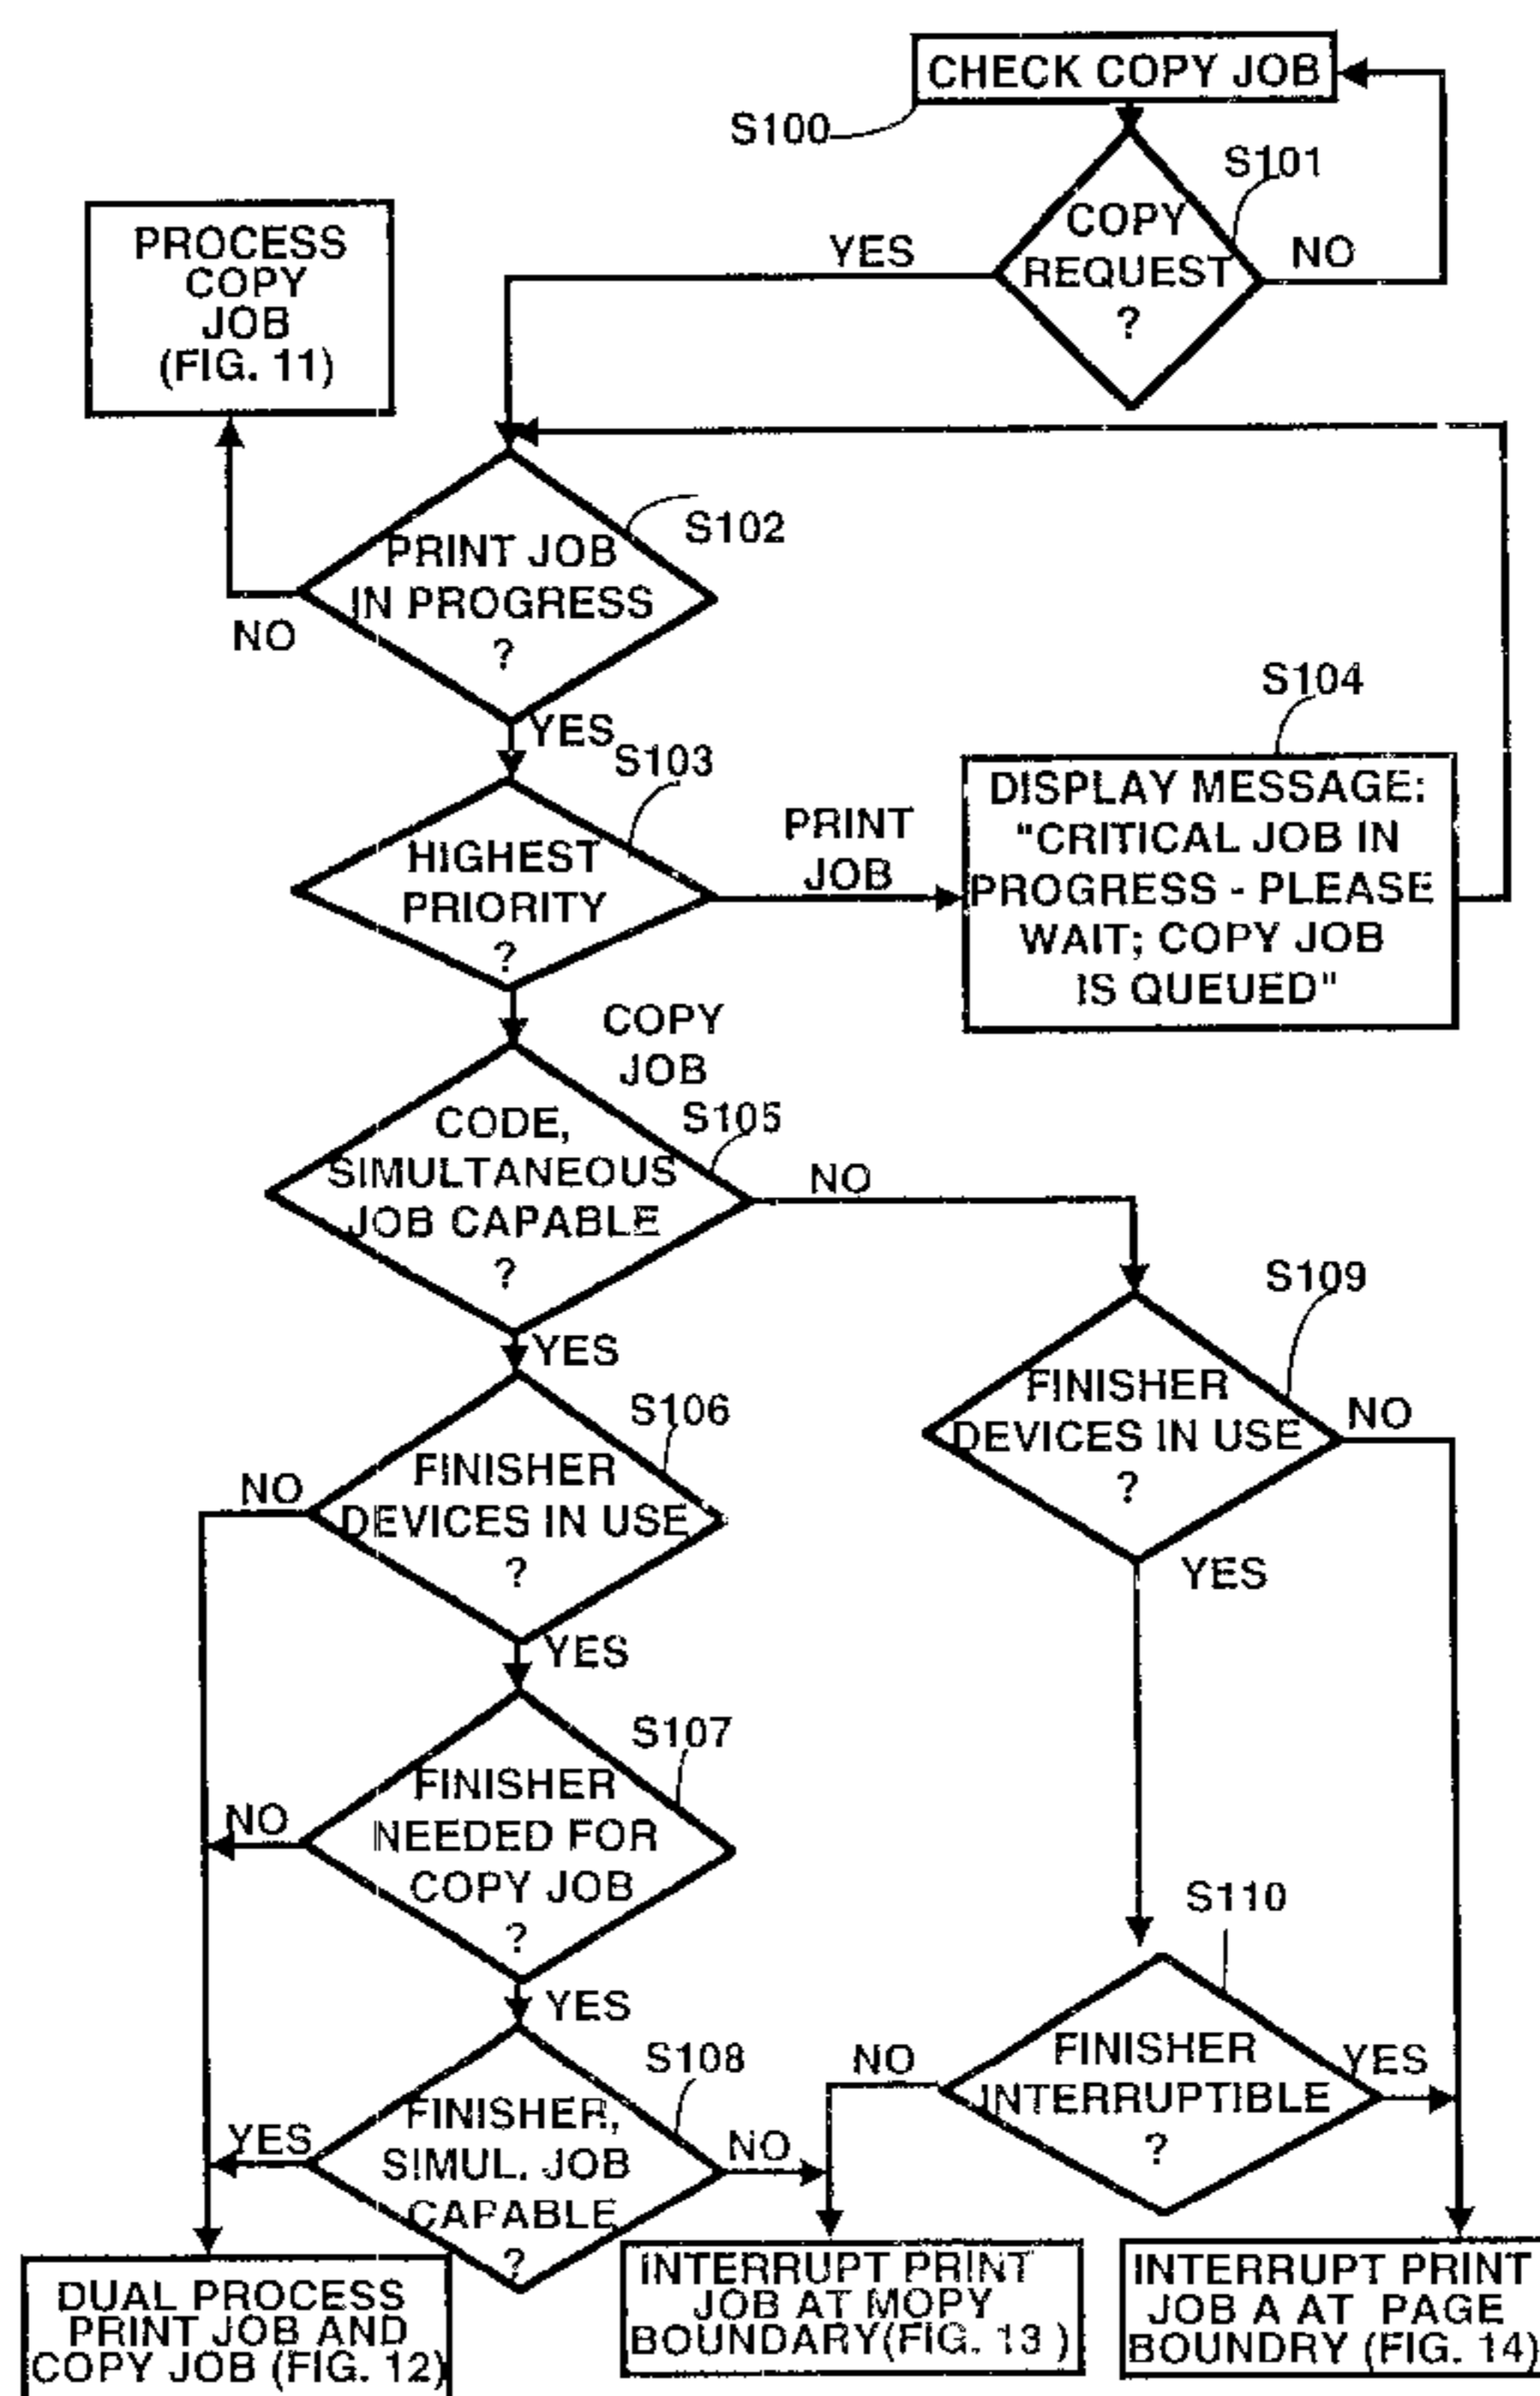 CHECK COPY JOB
S100
S101
COPY
REQUEST
?
YES
NO
PROCESS
COPY
JOB
(FIG. 11)
S102
PRINT JOB
IN PROGRESS
?
NO
YES
S103
HIGHEST
PRIORITY
?
PRINT
JOB
S104
DISPLAY MESSAGE:
"CRITICAL JOB IN
PROGRESS - PLEASE
WAIT; COPY JOB
IS QUEUED"
COPY
JOB
S105
CODE,
SIMULTANEOUS
JOB CAPABLE
?
NO
YES
S109
FINISHER
DEVICES IN USE
?
NO
YES
S106
FINISHER
DEVICES IN USE
?
NO
YES
S107
FINISHER
NEEDED FOR
COPY JOB
?
NO
YES
S110
FINISHER
INTERRUPTIBLE
?
NO
YES
S108
FINISHER,
SIMUL. JOB
CAPABLE
?
YES
NO
DUAL PROCESS
PRINT JOB AND
COPY JOB (FIG. 12)
INTERRUPT PRINT
JOB AT MOPY
BOUNDARY(FIG. 13 )
INTERRUPT PRINT
JOB A AT PAGE
BOUNDRY (FIG. 14)